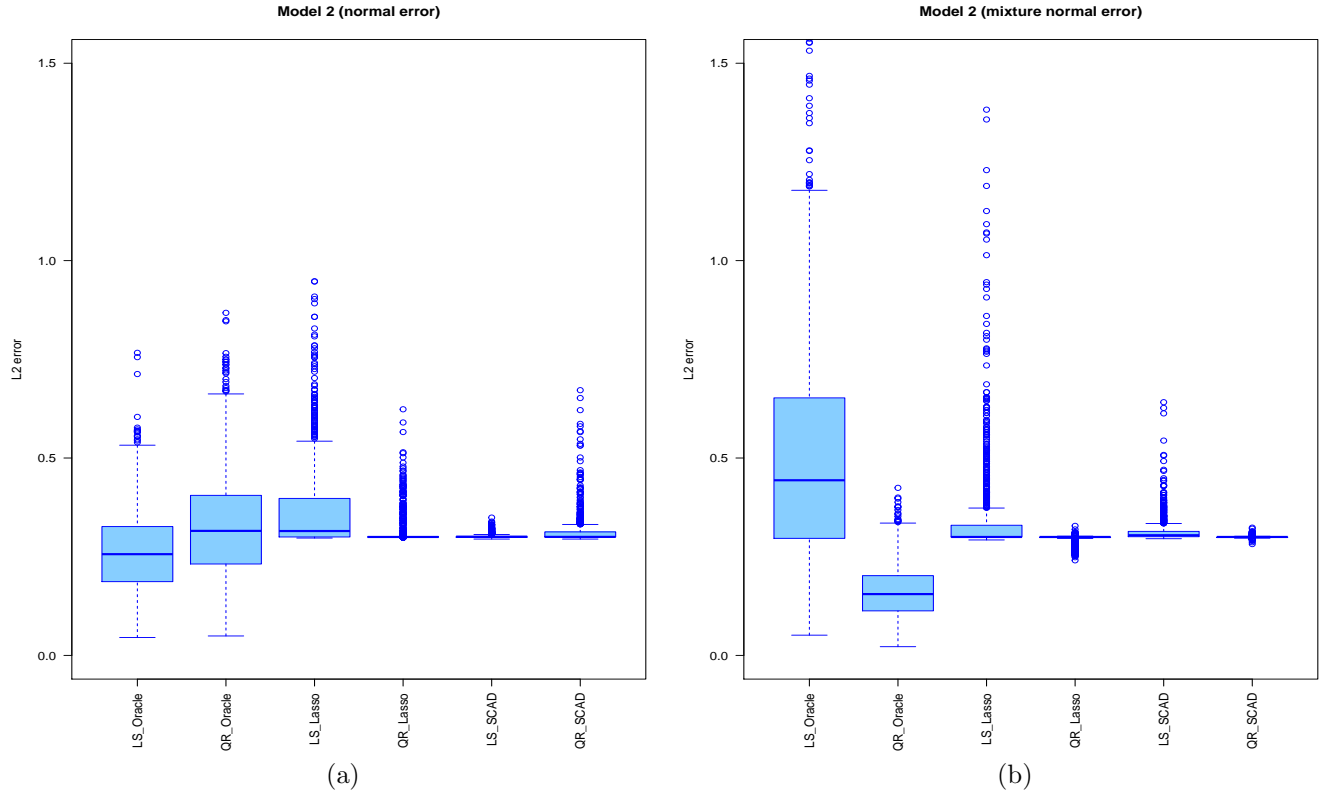 Model 2 (normal error)
L2 error
1.5
1.0
0.5
0.0
LS_Oracle
QR_Oracle
LS_Lasso
QR_Lasso
LS_SCAD
QR_SCAD
(a)
Model 2 (mixture normal error)
L2 error
1.5
1.0
0.5
0.0
LS_Oracle
QR_Oracle
LS_Lasso
QR_Lasso
LS_SCAD
QR_SCAD
(b)